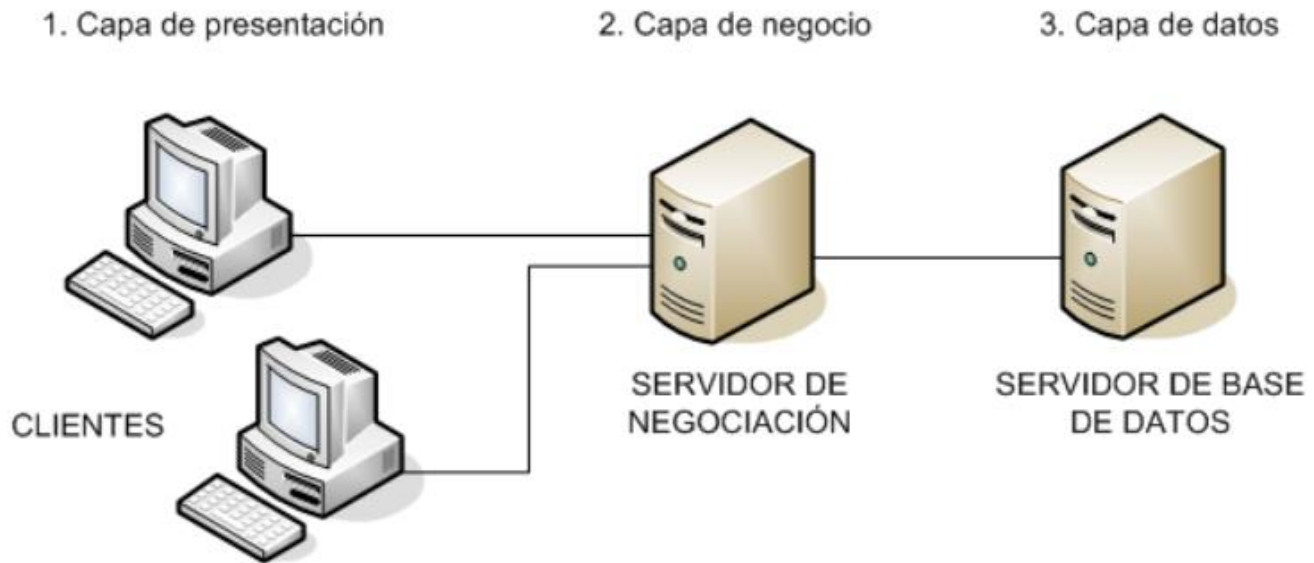 1. Capa de presentación
2. Capa de negocio
3. Capa de datos
CLIENTES
SERVIDOR DE
NEGOCIACIÓN
SERVIDOR DE BASE
DE DATOS